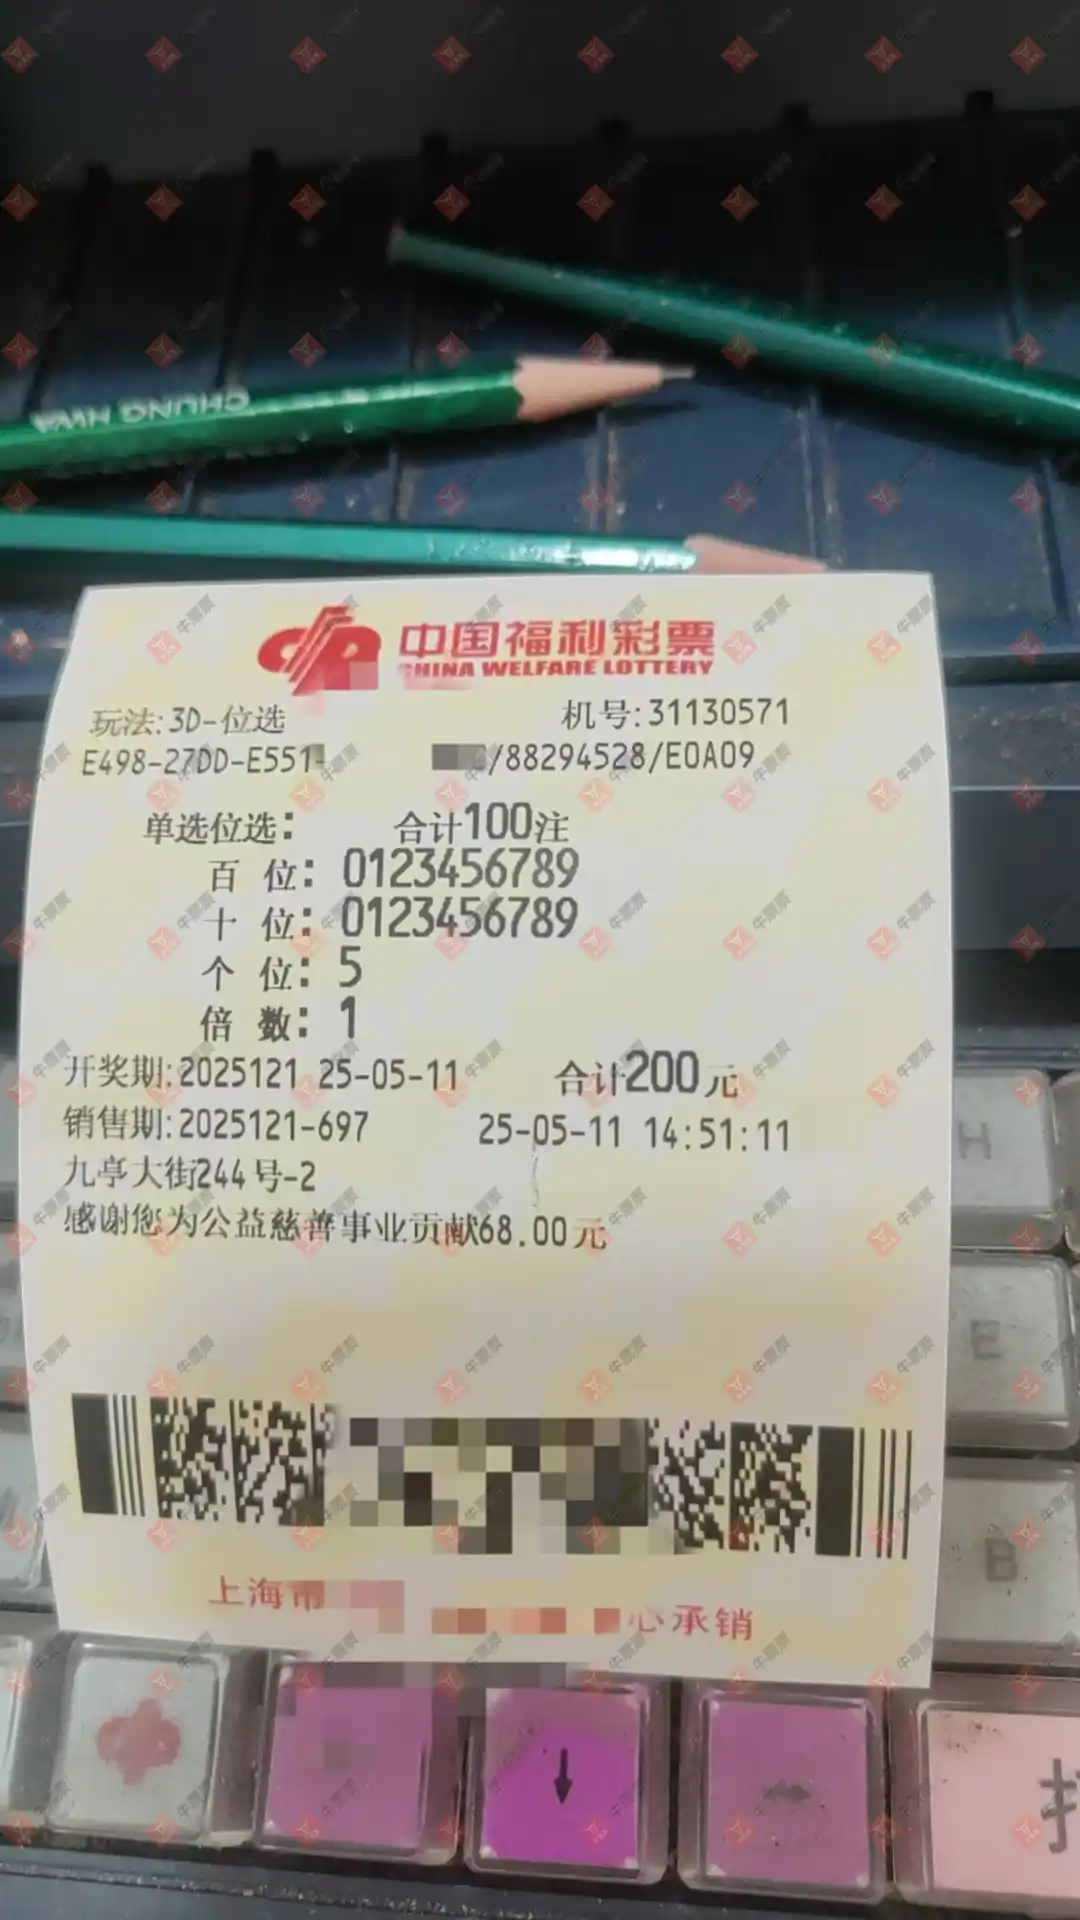 CHUNG HWA
中国福利彩票
CHINA WELFARE LOTTERY
玩法:3D-位选 机号:31130571
E498-27DD-E551- /88294528/E0A09
单选位选: 合计100注
百位: 0123456789
十位: 0123456789
个位: 5
倍数: 1
开奖期:2025121 25-05-11 合计200元
销售期:2025121-697 25-05-11 14:51:11
九亭大街244号-2
感谢您为公益慈善事业贡献68.00元
上海市 心承销
H
E
B
牛票票